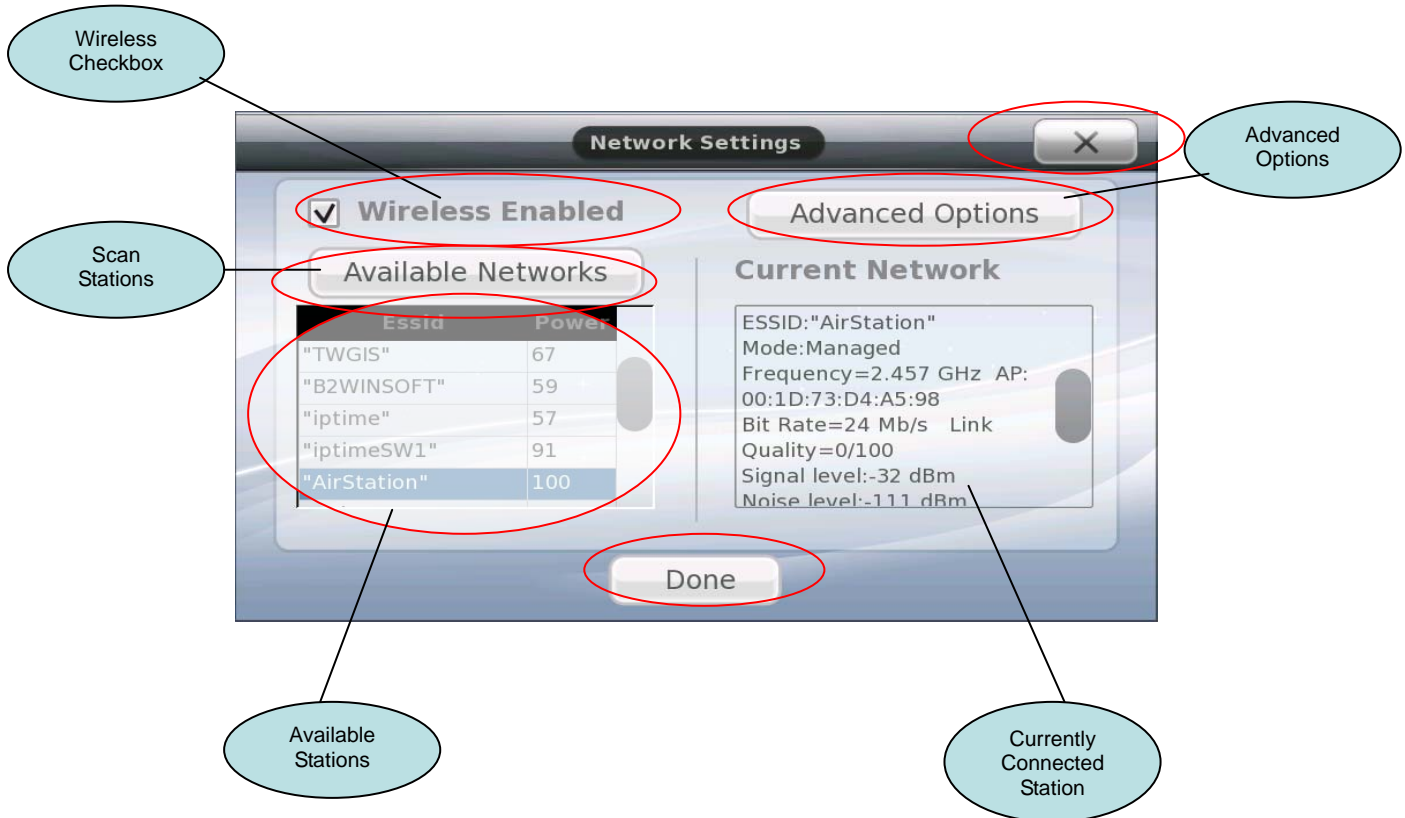 Wireless
Checkbox
Network Settings
Advanced
Options
Wireless Enabled
Advanced Options
Scan
Stations
Available Networks
Current Network
Essid Power
"TWGIS" 67
"B2WINSOFT" 59
"iptime" 57
"iptimeSW1" 91
"AirStation" 100
ESSID:"AirStation"
Mode:Managed
Frequency=2.457 GHz AP:
00:1D:73:D4:A5:98
Bit Rate=24 Mb/s Link
Quality=0/100
Signal level:-32 dBm
Noise level:-111 dBm
Done
Available
Stations
Currently
Connected
Station